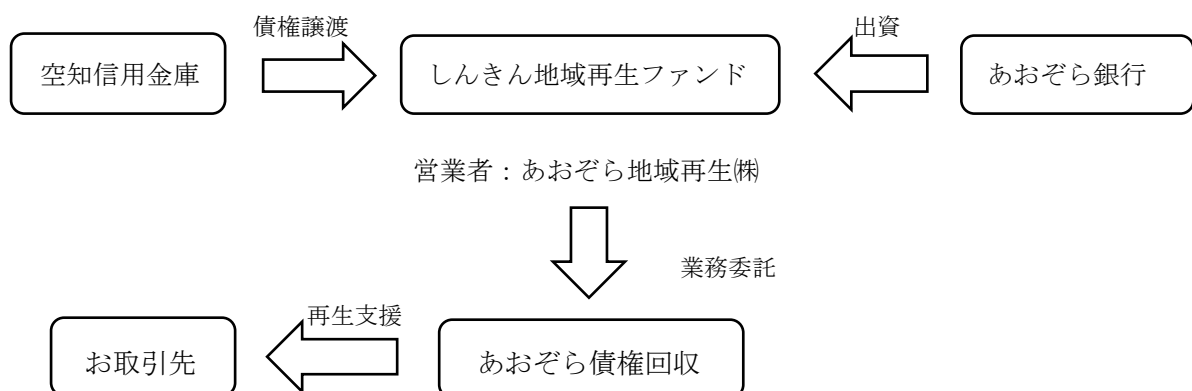 債権譲渡
出資
空知信用金庫
しんきん地域再生ファンド
あおぞら銀行
営業者：あおぞら地域再生㈱
業務委託
再生支援
お取引先
あおぞら債権回収